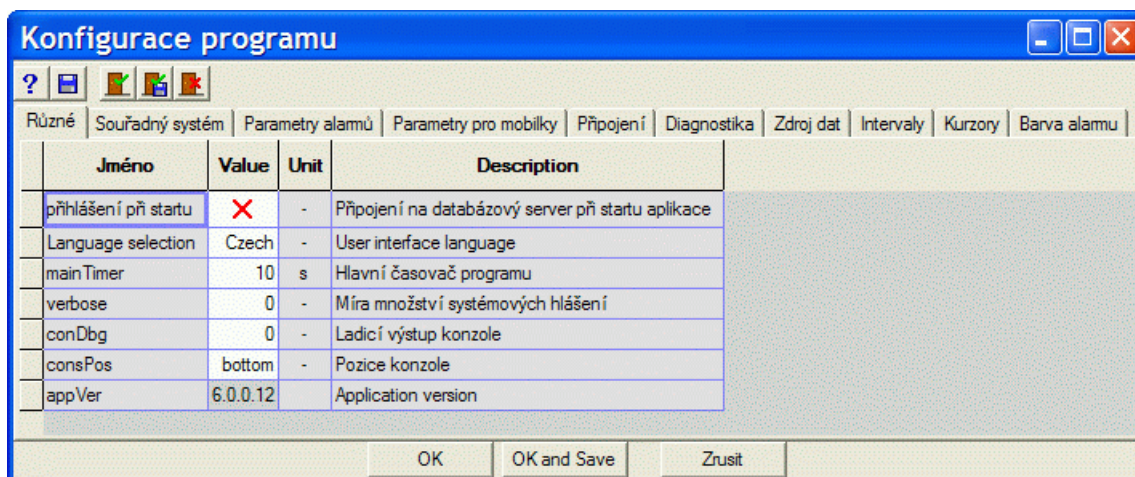 Konfigurace programu
?
Různé Souřadný systém Parametry alarmů Parametry pro mobilky Připojení Diagnostika Zdroj dat Intervaly Kurzory Barva alarmu
Jméno Value Unit Description
přihlášení při startu - Připojení na databázový server při startu aplikace
Language selection Czech - User interface language
mainTimer 10 s Hlavní časovač programu
verbose 0 - Míra množství systémových hlášení
conDbg 0 - Ladicí výstup konzole
consPos bottom - Pozice konzole
appVer 6.0.0.12 Application version
OK OK and Save Zrusit